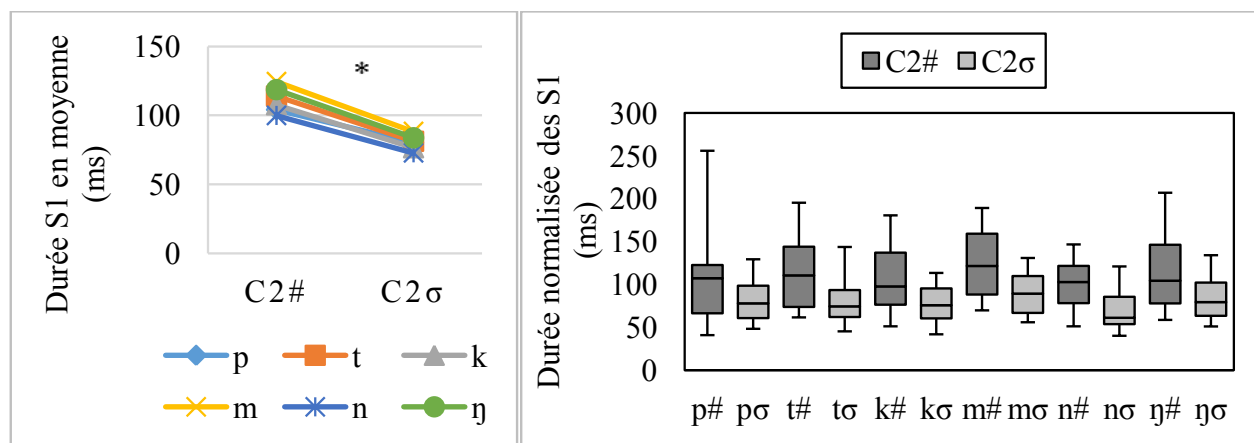 Durée S1 en moyenne
(ms)
150
100
50
0
*
C2# C2σ
p t k
m n ŋ
C2# C2σ
Durée normalisée des S1
(ms)
300
250
200
150
100
50
0
p# pσ t# tσ k# kσ m# mσ n# nσ ŋ# ŋσ